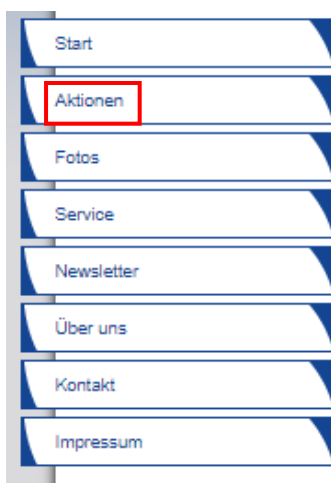 Start
Aktionen
Fotos
Service
Newsletter
Über uns
Kontakt
Impressum